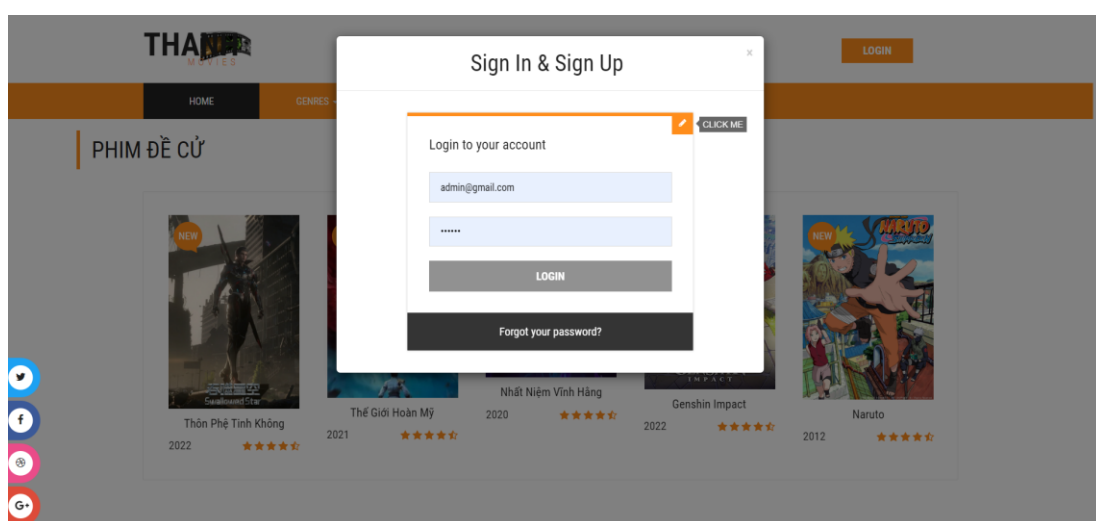 MOVIES
Sign In & Sign Up
x
LOGIN
HOME
GENRES
CLICK ME
Login to your account
PHIM ĐỀ CỬ
admin@gmail.com
••••••
LOGIN
Forgot your password?
NEW
Swallowed Star
NEW
NARUTO
IMPACT
Thôn Phệ Tinh Không
2022
Thế Giới Hoàn Mỹ
2021
Nhất Niệm Vĩnh Hằng
2020
Genshin Impact
2022
Naruto
2012
f
G+